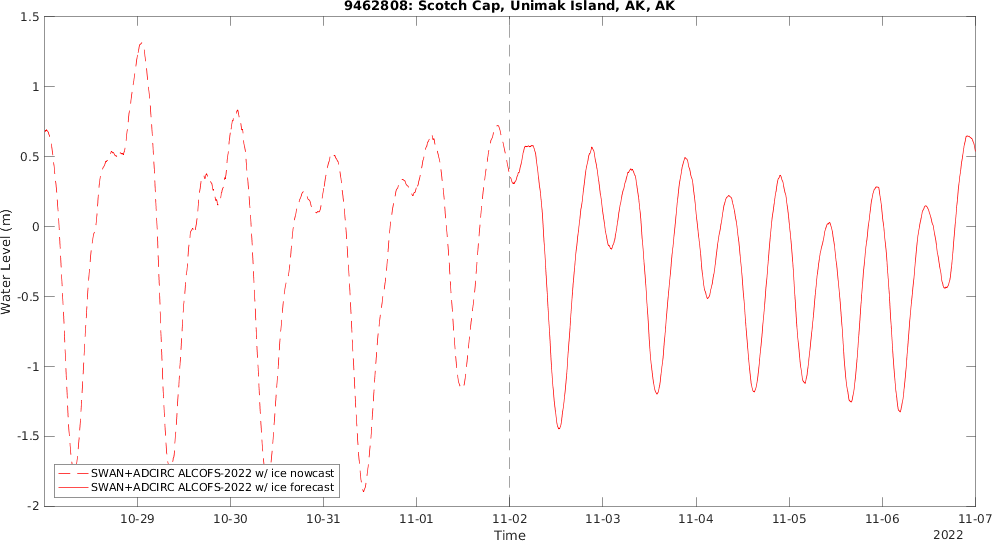 9462808: Scotch Cap, Unimak Island, AK, AK
1.5
1
0.5
0
-0.5
-1
-1.5
-2
Water Level (m)
SWAN+ADCIRC ALCOFS-2022 w/ ice nowcast
SWAN+ADCIRC ALCOFS-2022 w/ ice forecast
10-29 10-30 10-31 11-01 11-02 11-03 11-04 11-05 11-06 11-07
Time
2022